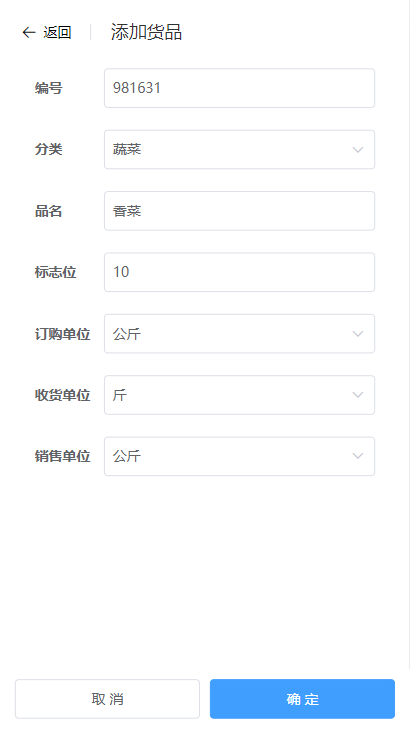 返回 添加货品
编号 981631
分类 蔬菜
品名 香菜
标志位 10
订购单位 公斤
收货单位 斤
销售单位 公斤
取消 确定